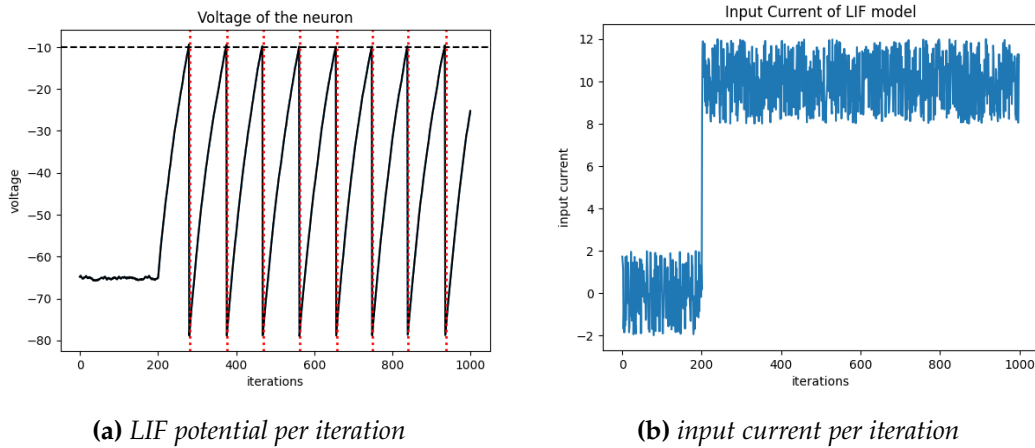 Voltage of the neuron
−10
−20
−30
−40
−50
−60
−70
−80
voltage
0 200 400 600 800 1000
iterations
(a) LIF potential per iteration
Input Current of LIF model
12
10
8
6
4
2
0
−2
input current
0 200 400 600 800 1000
iterations
(b) input current per iteration